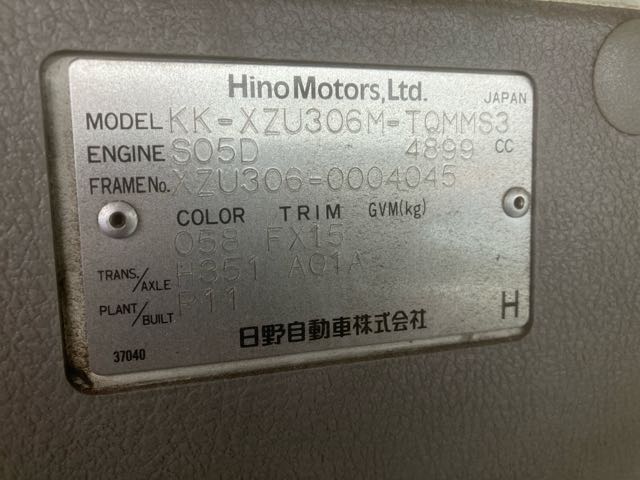 Hino Motors, Ltd.
JAPAN
MODEL KK-XZU306M-TQMMS3
ENGINE S05D 4899 CC
FRAME No. XZU306-0004045
COLOR TRIM GVM(kg)
058 FX15
TRANS./AXLE H351 A01A
PLANT/BUILT P11
H
日野自動車株式会社
37040